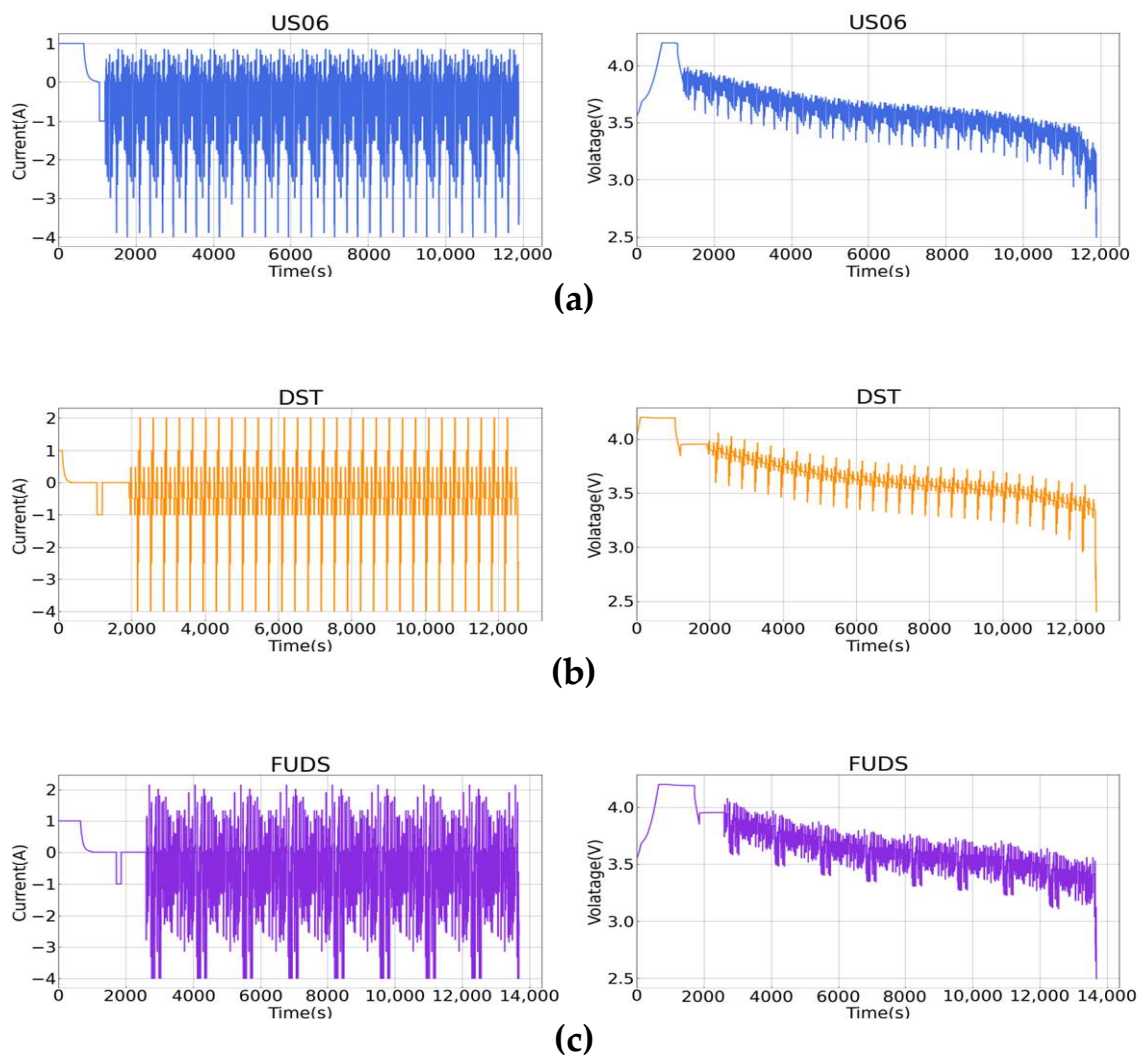 US06
US06
Current(A)
1
0
−1
−2
−3
−4
0 2000 4000 6000 8000 10,000 12,000
Time(s)
Volatage(V)
4.0
3.5
3.0
2.5
0 2000 4000 6000 8000 10,000 12,000
Time(s)
(a)
DST
DST
Current(A)
2
1
0
−1
−2
−3
−4
0 2,000 4,000 6,000 8,000 10,000 12,000
Time(s)
Volatage(V)
4.0
3.5
3.0
2.5
0 2000 4000 6000 8000 10,000 12,000
Time(s)
(b)
FUDS
FUDS
Current(A)
2
1
0
−1
−2
−3
−4
0 2000 4000 6000 8000 10,000 12,000 14,000
Time(s)
Volatage(V)
4.0
3.5
3.0
2.5
0 2000 4000 6000 8000 10,000 12,000 14,000
Time(s)
(c)